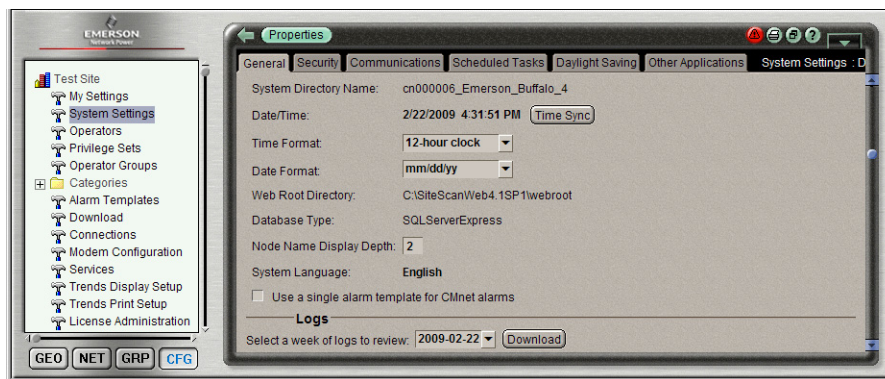 EMERSON
Network Power
Test Site
My Settings
System Settings
Operators
Privilege Sets
Operator Groups
Categories
Alarm Templates
Download
Connections
Modem Configuration
Services
Trends Display Setup
Trends Print Setup
License Administration
GEO NET GRP CFG
Properties
General Security Communications Scheduled Tasks Daylight Saving Other Applications System Settings : D
System Directory Name: cn000006_Emerson_Buffalo_4
Date/Time: 2/22/2009 4:31:51 PM Time Sync
Time Format: 12-hour clock
Date Format: mm/dd/yy
Web Root Directory: C:\SiteScanWeb4.1SP1\webroot
Database Type: SQLServerExpress
Node Name Display Depth: 2
System Language: English
Use a single alarm template for CMnet alarms
Logs
Select a week of logs to review: 2009-02-22 Download